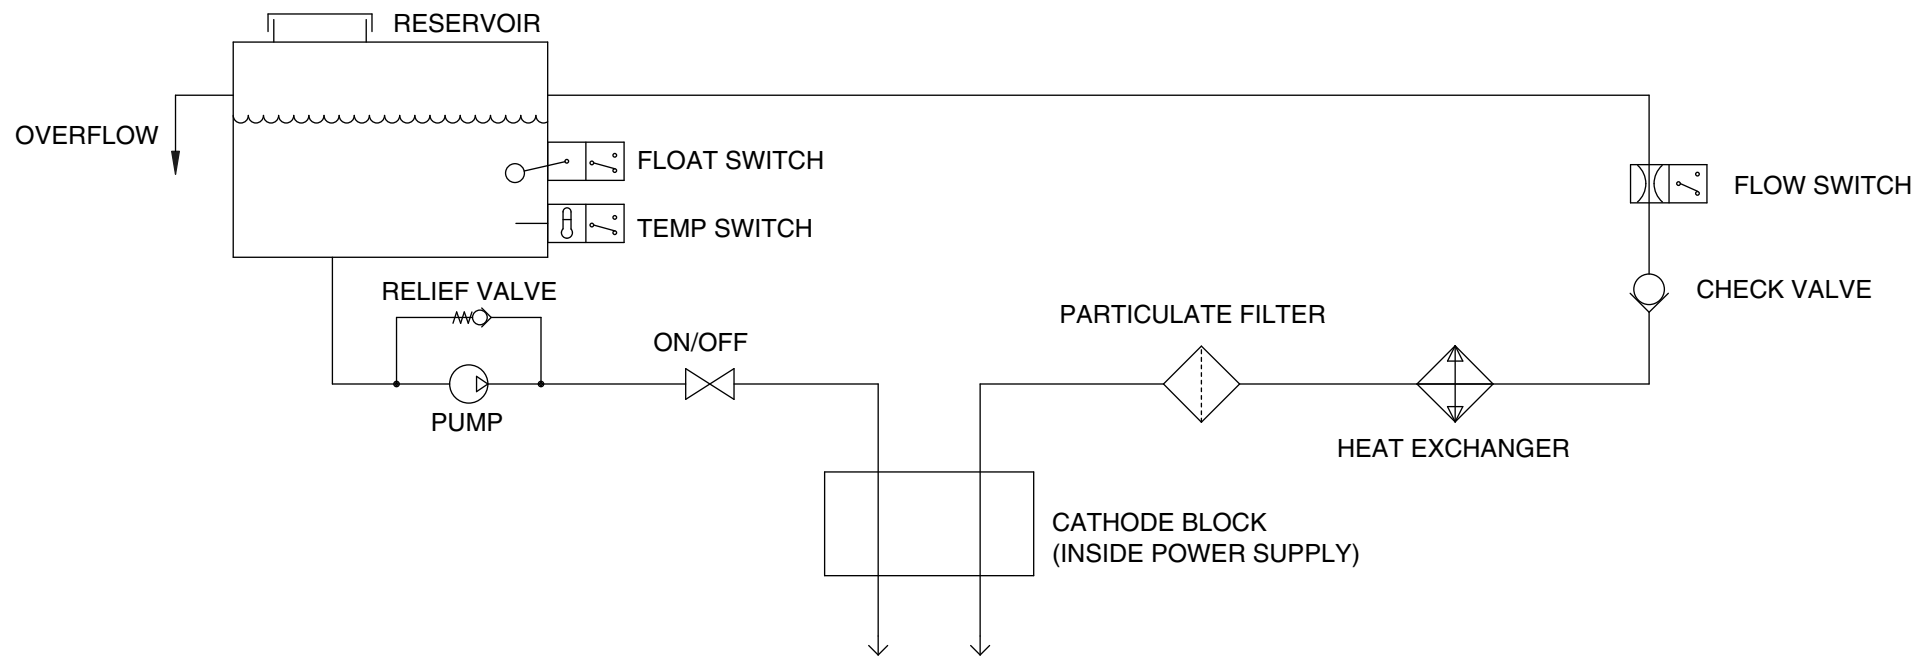 RESERVOIR
OVERFLOW
FLOAT SWITCH
FLOW SWITCH
TEMP SWITCH
RELIEF VALVE
CHECK VALVE
PARTICULATE FILTER
ON/OFF
PUMP
HEAT EXCHANGER
CATHODE BLOCK
(INSIDE POWER SUPPLY)